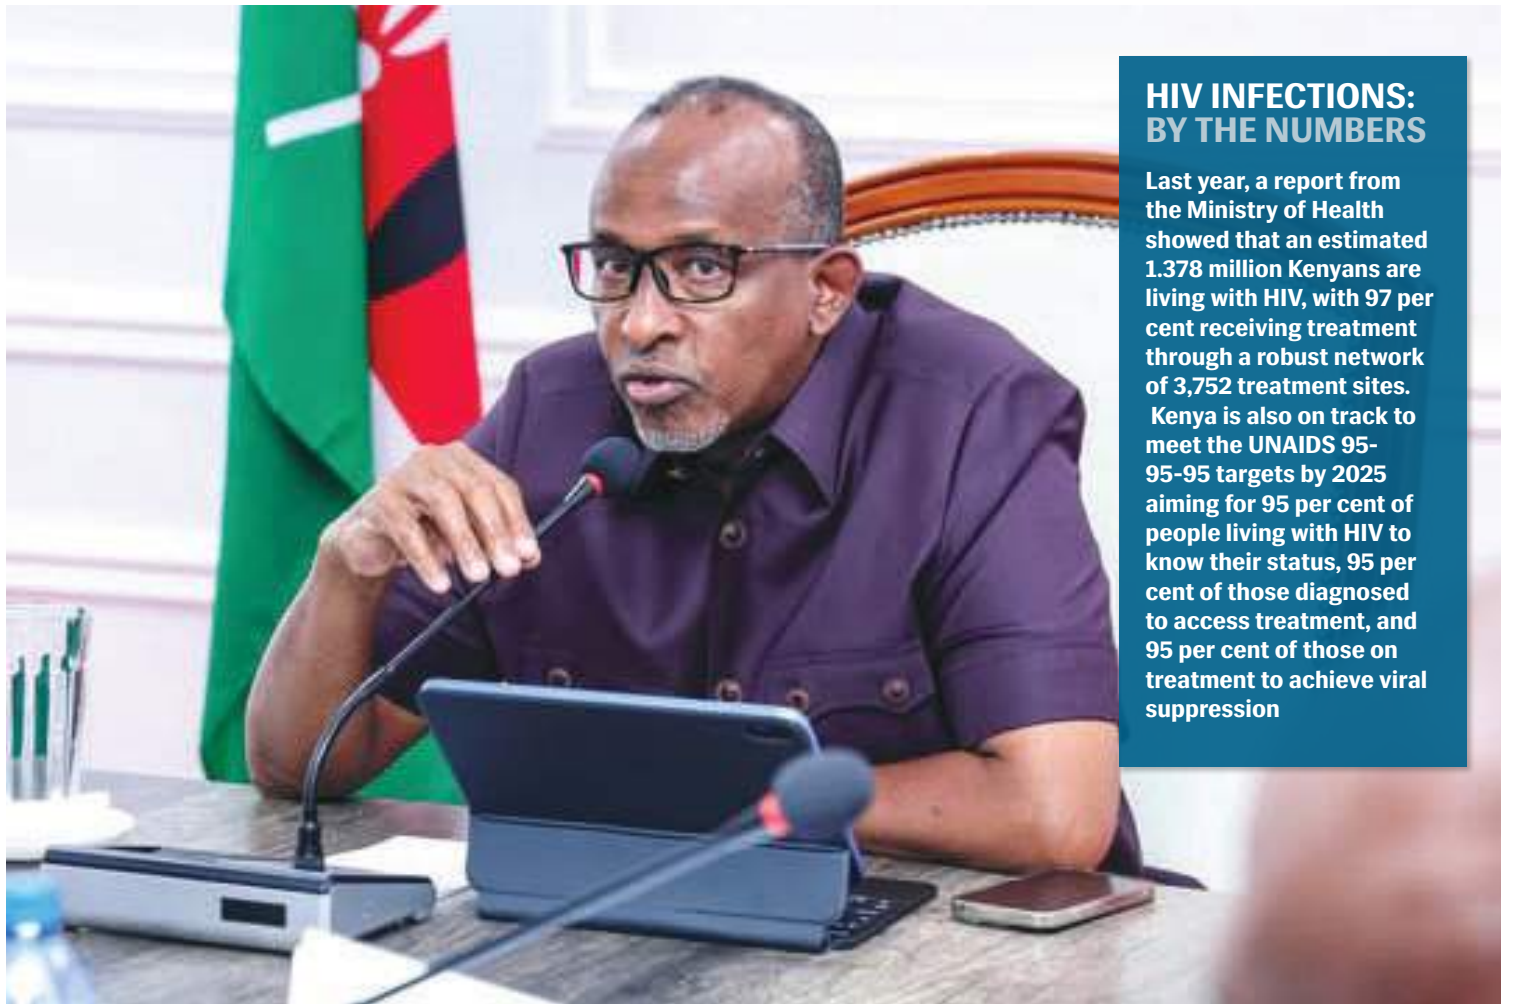 HIV INFECTIONS:
BY THE NUMBERS
Last year, a report from
the Ministry of Health
showed that an estimated
1.378 million Kenyans are
living with HIV, with 97 per
cent receiving treatment
through a robust network
of 3,752 treatment sites.
Kenya is also on track to
meet the UNAIDS 95-
95-95 targets by 2025
aiming for 95 per cent of
people living with HIV to
know their status, 95 per
cent of those diagnosed
to access treatment, and
95 per cent of those on
treatment to achieve viral
suppression